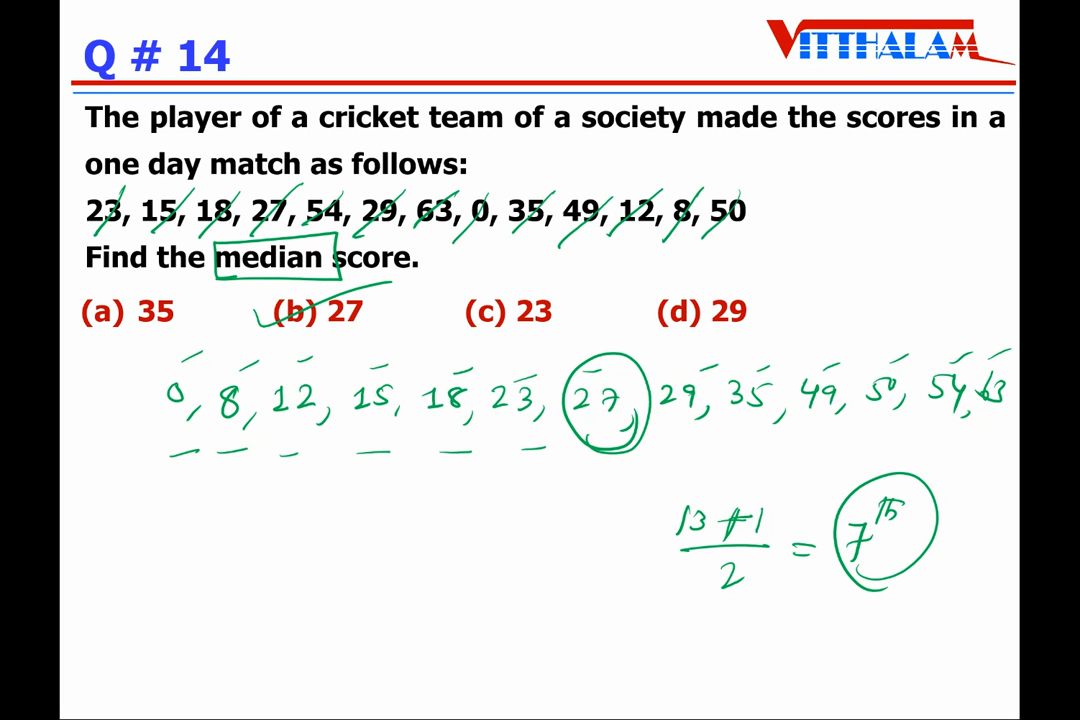 Q # 14
VITTHALAM
The player of a cricket team of a society made the scores in a
one day match as follows:
23, 15, 18, 27, 54, 29, 63, 0, 35, 49, 12, 8, 50
Find the median score.
(a) 35 (b) 27 (c) 23 (d) 29
0, 8, 12, 15, 18, 23, 27, 29, 35, 49, 50, 54, 63
13+1
2
= 7th